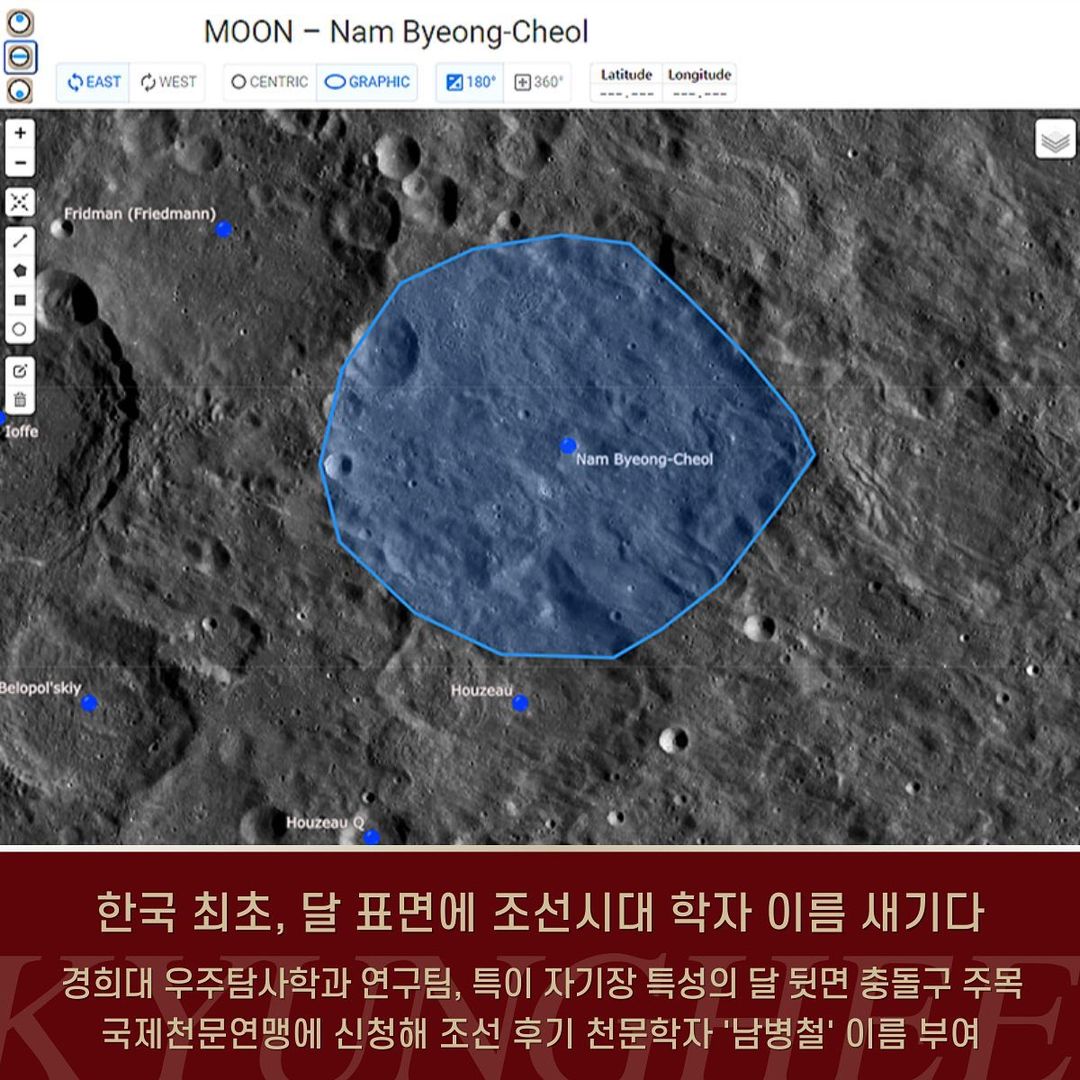 MOON – Nam Byeong-Cheol
EAST WEST CENTRIC GRAPHIC 180° 360° Latitude Longitude
---.--- ---.---
Fridman (Friedmann)
Ioffe
Nam Byeong-Cheol
Belopol'skiy
Houzeau
Houzeau Q
한국 최초, 달 표면에 조선시대 학자 이름 새기다
경희대 우주탐사학과 연구팀, 특이 자기장 특성의 달 뒷면 충돌구 주목
국제천문연맹에 신청해 조선 후기 천문학자 '남병철' 이름 부여
KYUNGHEE